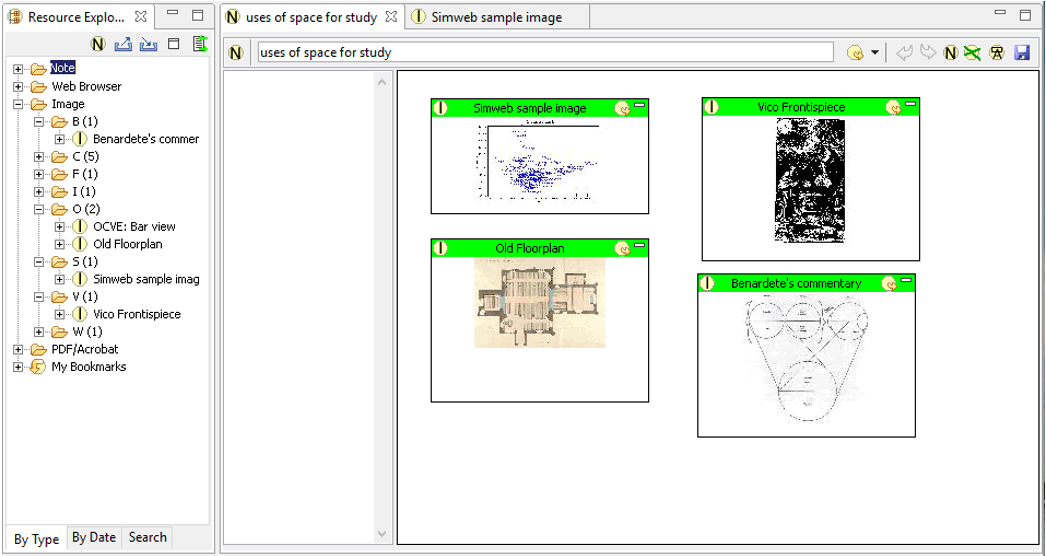 Resource Explo...
uses of space for study
Simweb sample image
uses of space for study
Note
Web Browser
Image
B (1)
Benardete's commer
C (5)
F (1)
I (1)
O (2)
OCVE: Bar view
Old Floorplan
S (1)
Simweb sample imag
V (1)
Vico Frontispiece
W (1)
PDF/Acrobat
My Bookmarks
By Type
By Date
Search
Simweb sample image
Vico Frontispiece
Old Floorplan
Benardete's commentary